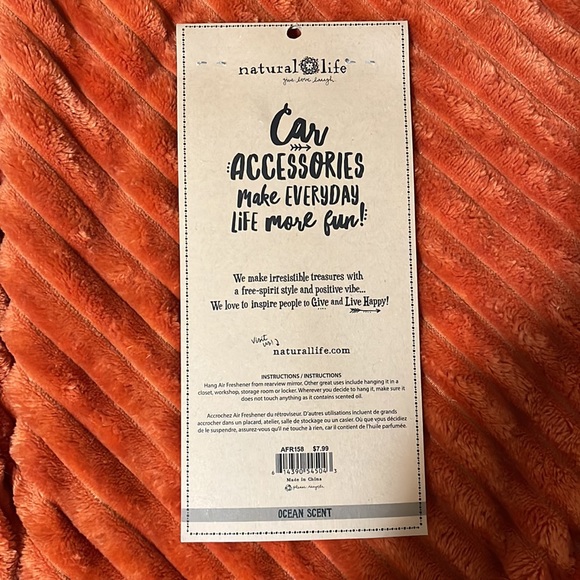 natural life
give love laugh
Car
ACCESSORIES
make EVERYDAY
LIFE more fun!
We make irresistible treasures with
a free-spirit style and positive vibe...
We love to inspire people to Give and Live Happy!
visit us!
naturallife.com
INSTRUCTIONS / INSTRUCTIONS
Hang Air Freshener from rearview mirror. Other great uses include hanging it in a
closet, workshop, storage room or locker. Wherever you decide to hang it, make sure it
does not touch anything as it contains scented oil.
Accrochez Air Freshener du rétroviseur. D'autres utilisations incluent de grands
accrocher dans un placard, atelier, salle de stockage ou un casier. Où que vous décidiez
de le suspendre, assurez-vous qu'il ne touche à rien, car il contient de l'huile parfumée.
AFR158 $7.99
6 14390 54504 3
Made in China
please recycle
OCEAN SCENT